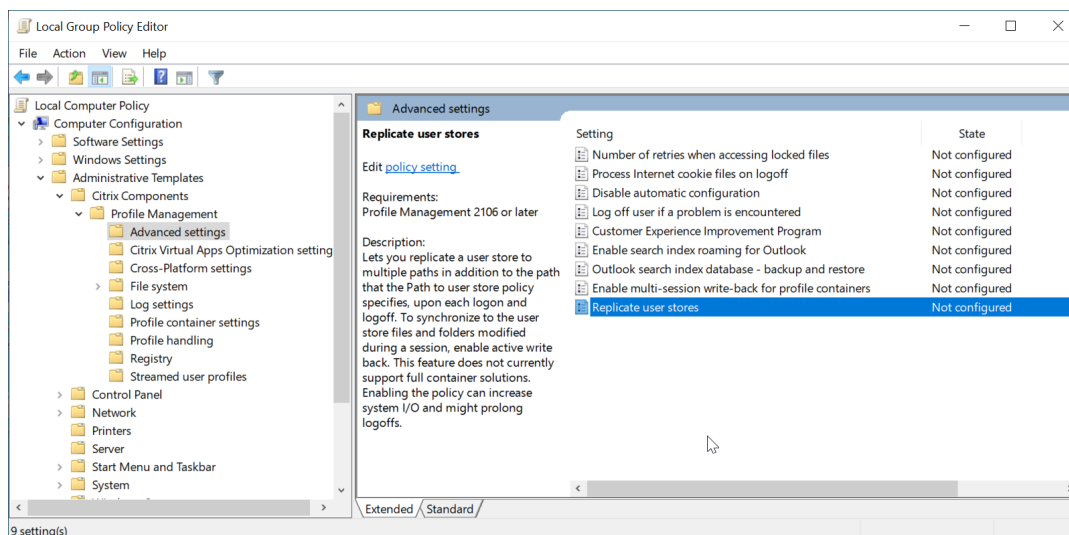 Local Group Policy Editor
File Action View Help
Local Computer Policy
Computer Configuration
Software Settings
Windows Settings
Administrative Templates
Citrix Components
Profile Management
Advanced settings
Citrix Virtual Apps Optimization setting
Cross-Platform settings
File system
Log settings
Profile container settings
Profile handling
Registry
Streamed user profiles
Control Panel
Network
Printers
Server
Start Menu and Taskbar
System
Advanced settings
Replicate user stores
Edit policy setting
Requirements:
Profile Management 2106 or later
Description:
Lets you replicate a user store to
multiple paths in addition to the path
that the Path to user store policy
specifies, upon each logon and
logoff. To synchronize to the user
store files and folders modified
during a session, enable active write
back. This feature does not currently
support full container solutions.
Enabling the policy can increase
system I/O and might prolong
logoffs.
Setting State
Number of retries when accessing locked files Not configured
Process Internet cookie files on logoff Not configured
Disable automatic configuration Not configured
Log off user if a problem is encountered Not configured
Customer Experience Improvement Program Not configured
Enable search index roaming for Outlook Not configured
Outlook search index database - backup and restore Not configured
Enable multi-session write-back for profile containers Not configured
Replicate user stores Not configured
Extended Standard
9 setting(s)